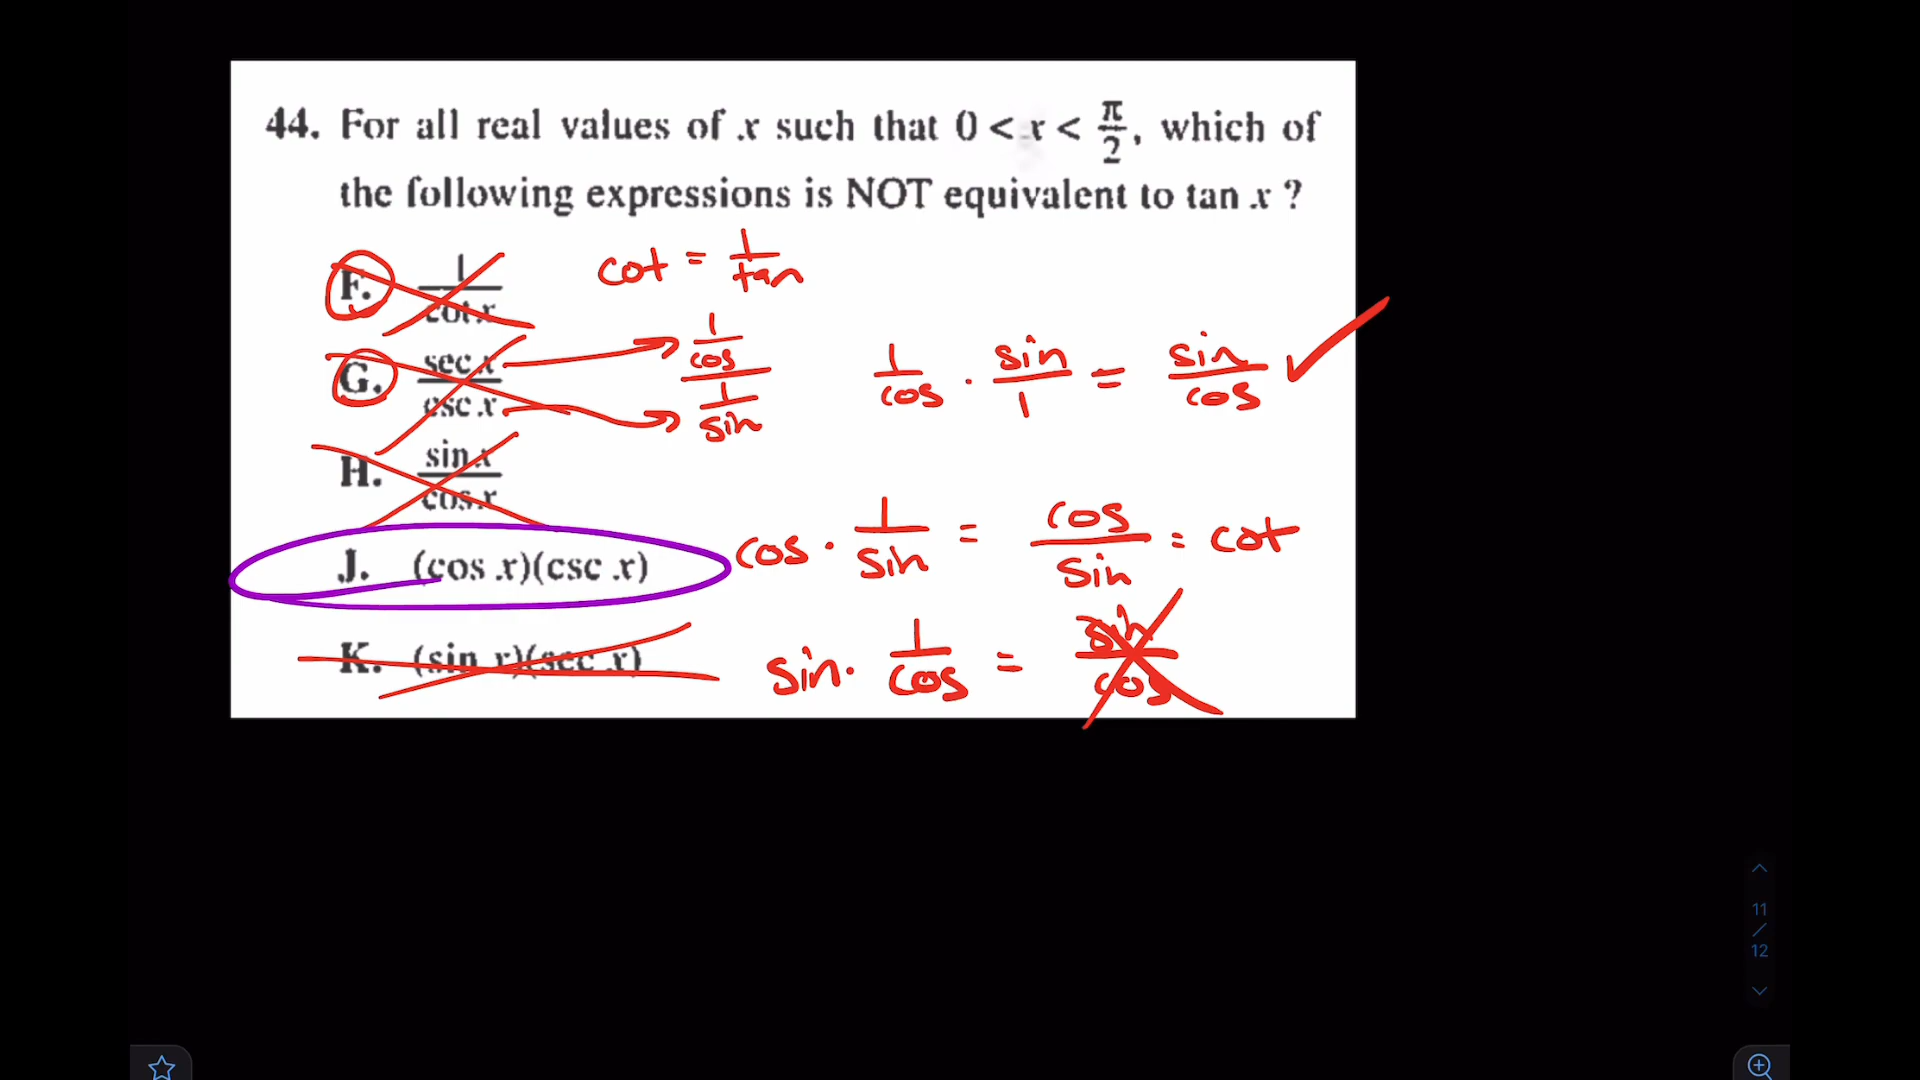 44. For all real values of x such that 0 < x < π/2, which of
the following expressions is NOT equivalent to tan x ?
F. 1/cot x
cot = 1/tan
G. sec x/csc x
1/cos / 1/sin
1/cos · sin/1 = sin/cos ✓
H. sin x/cos x
J. (cos x)(csc x)
cos · 1/sin = cos/sin = cot
K. (sin x)(sec x)
sin · 1/cos = sin/cos
11
/
12